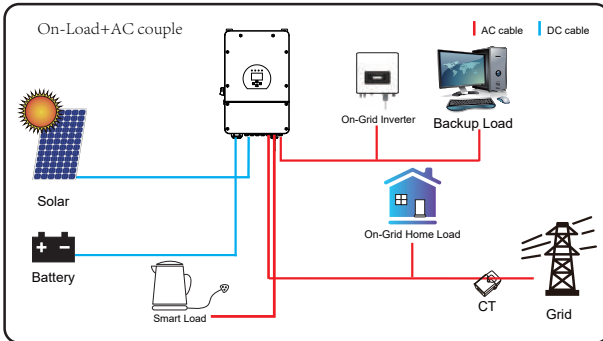 On-Load+AC couple
AC cable
DC cable
On-Grid Inverter
Backup Load
Solar
On-Grid Home Load
Battery
Smart Load
CT
Grid